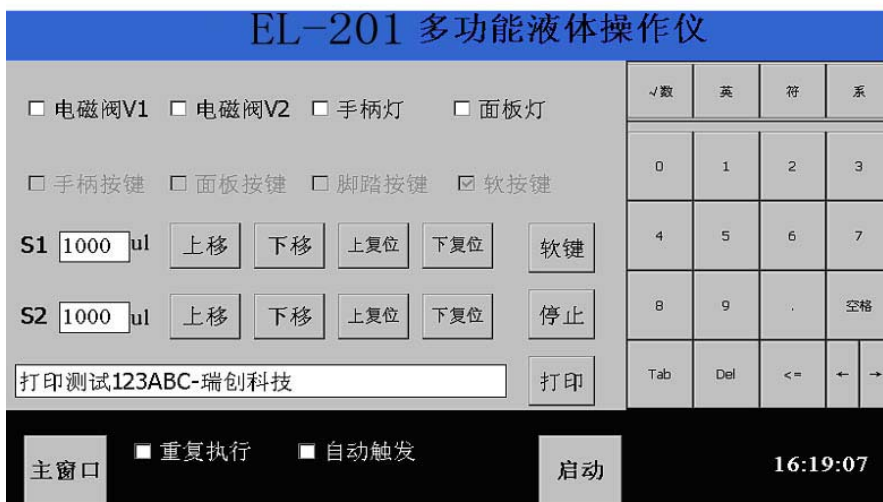 EL-201 多功能液体操作仪
电磁阀V1 电磁阀V2 手柄灯 面板灯
手柄按键 面板按键 脚踏按键 软按键
S1 1000 ul 上移 下移 上复位 下复位 软键
S2 1000 ul 上移 下移 上复位 下复位 停止
打印测试123ABC-瑞创科技 打印
√数 英 符 系
0 1 2 3
4 5 6 7
8 9 . 空格
Tab Del <= ← →
主窗口 重复执行 自动触发 启动 16:19:07